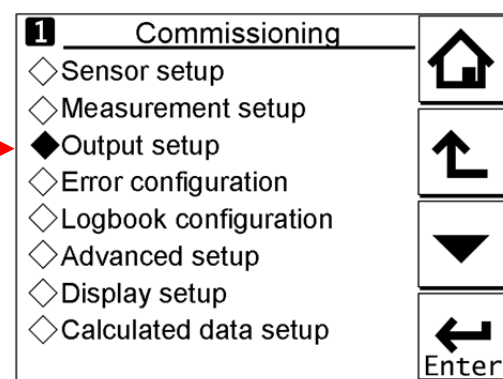 1 Commissioning
Sensor setup
Measurement setup
Output setup
Error configuration
Logbook configuration
Advanced setup
Display setup
Calculated data setup
Enter